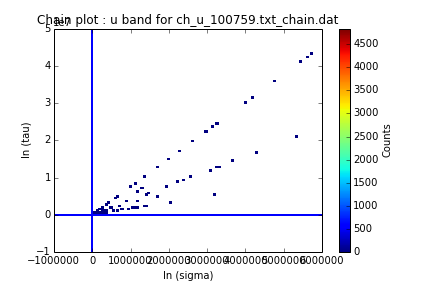 Chain plot : u band for ch_u_100759.txt_chain.dat
1e7
5
4
3
2
1
0
−1
ln (tau)
−1000000 0 1000000 2000000 3000000 4000000 5000000 6000000
ln (sigma)
4500
4000
3500
3000
2500
2000
1500
1000
500
0
Counts